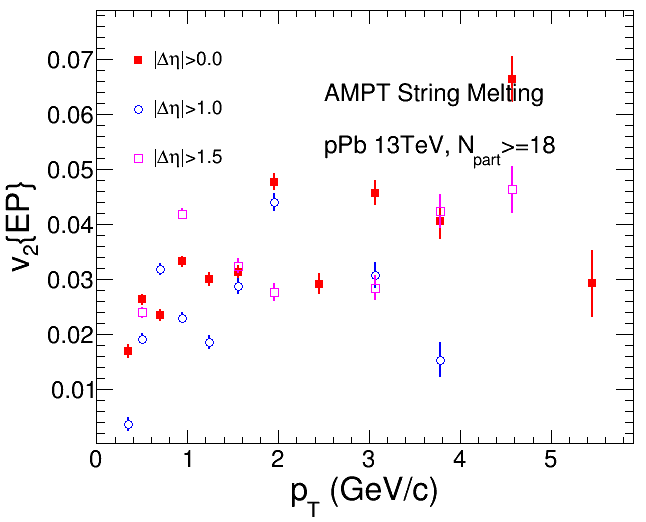 |Δη|>0.0
|Δη|>1.0
|Δη|>1.5
AMPT String Melting
pPb 13TeV, N_part>=18
v₂{EP}
0.07
0.06
0.05
0.04
0.03
0.02
0.01
0 1 2 3 4 5
p_T (GeV/c)